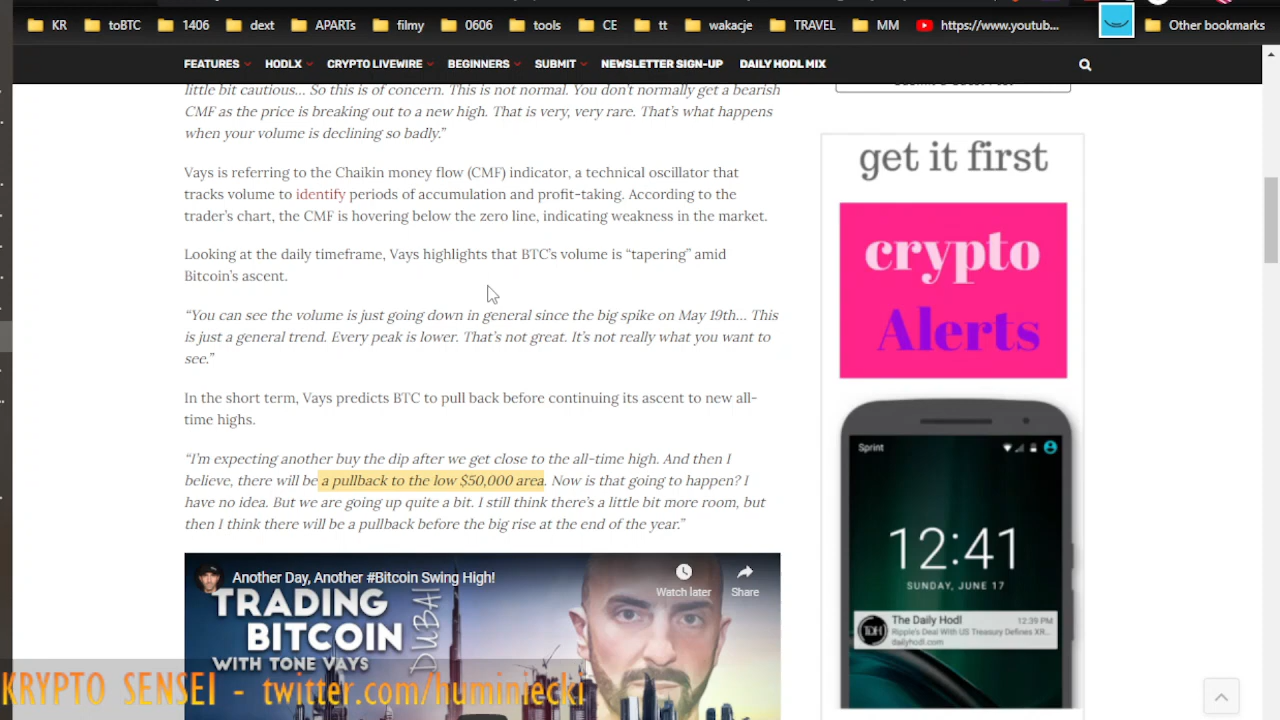 KR toBTC 1406 dext APARTs nn 0606 tools CE tt wakacje TRAVEL MM https://www.youtub... Other bookmarks
FEATURES HODLX CRYPTO LIVEWIRE BEGINNERS SUBMIT NEWSLETTER SIGN-UP DAILY HODL MIX
little bit cautious… So this is of concern. This is not normal. You don’t normally get a bearish
CMF as the price is breaking out to a new high. That is very, very rare. That’s what happens
when your volume is declining so badly.”
Vays is referring to the Chaikin money flow (CMF) indicator, a technical oscillator that
tracks volume to identify periods of accumulation and profit-taking. According to the
trader’s chart, the CMF is hovering below the zero line, indicating weakness in the market.
Looking at the daily timeframe, Vays highlights that BTC’s volume is “tapering” amid
Bitcoin’s ascent.
“You can see the volume is just going down in general since the big spike on May 19th… This
is just a general trend. Every peak is lower. That’s not great. It’s not really what you want to
see.”
In the short term, Vays predicts BTC to pull back before continuing its ascent to new all-
time highs.
“I’m expecting another buy the dip after we get close to the all-time high. And then I
believe, there will be a pullback to the low $50,000 area. Now is that going to happen? I
have no idea. But we are going up quite a bit. I still think there’s a little bit more room, but
then I think there will be a pullback before the big rise at the end of the year.”
Another Day, Another #Bitcoin Swing High!
Watch later
Share
TRADING
BITCOIN
WITH TONE VAYS
DUBAI
KRYPTO SENSEI - twitter.com/huminiecki
get it first
crypto
Alerts
Sprint
12:41
SUNDAY, JUNE 17
TDH
The Daily Hodl 12:39 PM
Ripple's Deal With US Treasury Defines XR...
dailyhodl.com